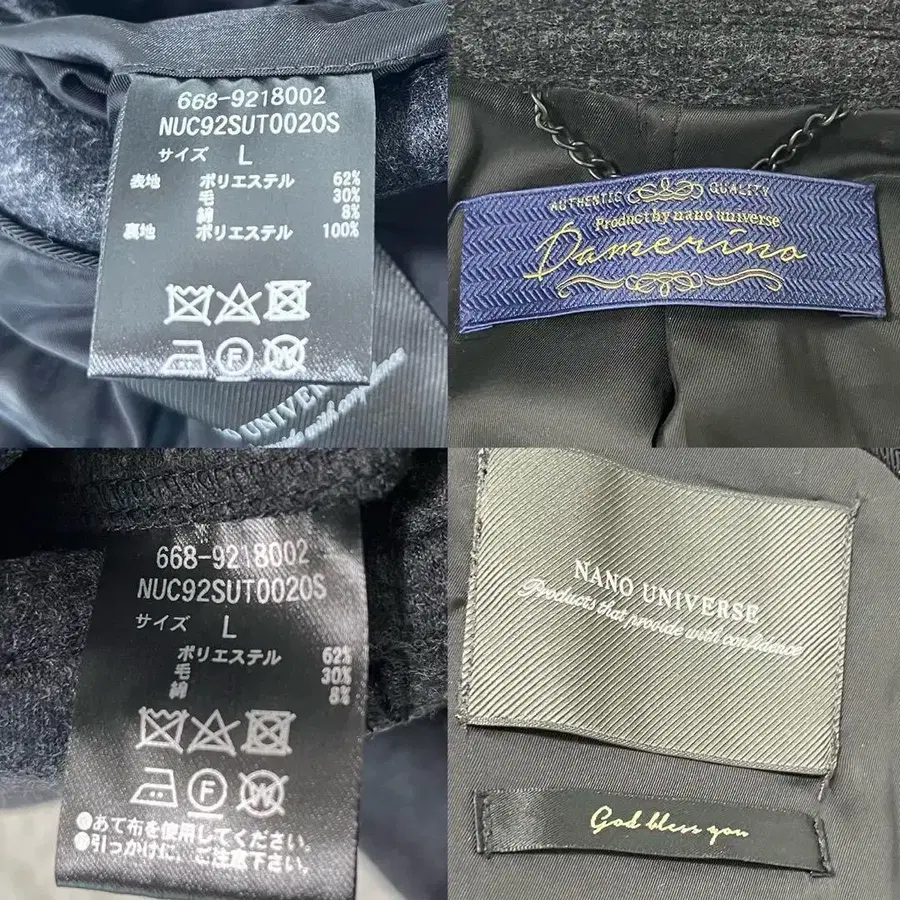 668-9218002
NUC92SUT0020S
サイズ L
表地 ポリエステル 62%
毛 30%
綿 8%
裏地 ポリエステル 100%
F
W
UNIVER
AUTHENTIC QUALITY
Product by nano universe
Damerino
668-9218002
NUC92SUT0020S
サイズ L
ポリエステル 62%
毛 30%
綿 8%
F
W
●あて布を使用してください。
●引っかけに、ご注意下さい。
NANO UNIVERSE
Products that provide with confidence
God bless you